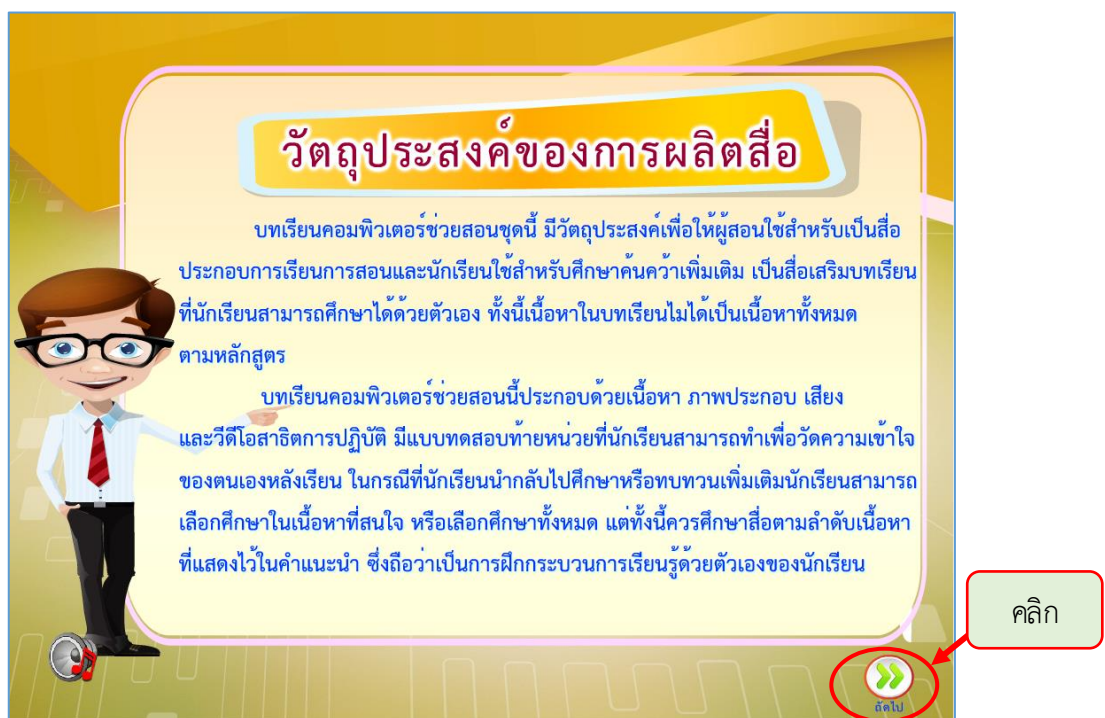 วัตถุประสงค์ของการผลิตสื่อ
บทเรียนคอมพิวเตอร์ช่วยสอนชุดนี้ มีวัตถุประสงค์เพื่อให้ผู้สอนใช้สำหรับเป็นสื่อ
ประกอบการเรียนการสอนและนักเรียนใช้สำหรับศึกษาค้นคว้าเพิ่มเติม เป็นสื่อเสริมบทเรียน
ที่นักเรียนสามารถศึกษาได้ด้วยตัวเอง ทั้งนี้เนื้อหาในบทเรียนไม่ได้เป็นเนื้อหาทั้งหมด
ตามหลักสูตร
บทเรียนคอมพิวเตอร์ช่วยสอนนี้ประกอบด้วยเนื้อหา ภาพประกอบ เสียง
และวีดีโอสาธิตการปฏิบัติ มีแบบทดสอบท้ายหน่วยที่นักเรียนสามารถทำเพื่อวัดความเข้าใจ
ของตนเองหลังเรียน ในกรณีที่นักเรียนนำกลับไปศึกษาหรือทบทวนเพิ่มเติมนักเรียนสามารถ
เลือกศึกษาในเนื้อหาที่สนใจ หรือเลือกศึกษาทั้งหมด แต่ทั้งนี้ควรศึกษาสื่อตามลำดับเนื้อหา
ที่แสดงไว้ในคำแนะนำ ซึ่งถือว่าเป็นการฝึกกระบวนการเรียนรู้ด้วยตัวเองของนักเรียน
คลิก
ถัดไป